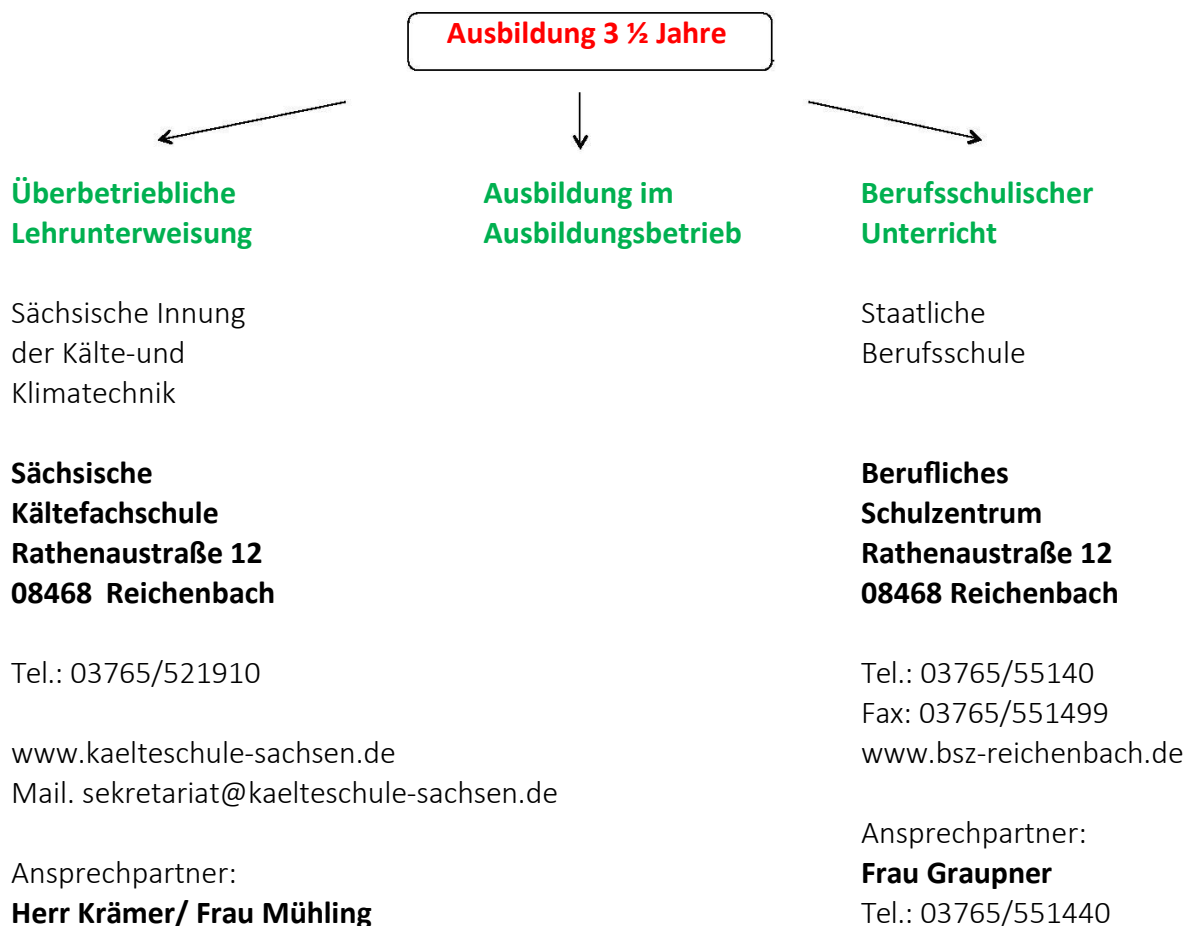 Ausbildung 3 ½ Jahre
Überbetriebliche
Lehrunterweisung
Sächsische Innung
der Kälte-und
Klimatechnik
Sächsische
Kältefachschule
Rathenaustraße 12
08468  Reichenbach
Tel.: 03765/521910
www.kaelteschule-sachsen.de
Mail. sekretariat@kaelteschule-sachsen.de
Ansprechpartner:
Herr Krämer/ Frau Mühling
Ausbildung im
Ausbildungsbetrieb
Berufsschulischer
Unterricht
Staatliche
Berufsschule
Berufliches
Schulzentrum
Rathenaustraße 12
08468 Reichenbach
Tel.: 03765/55140
Fax: 03765/551499
www.bsz-reichenbach.de
Ansprechpartner:
Frau Graupner
Tel.: 03765/551440